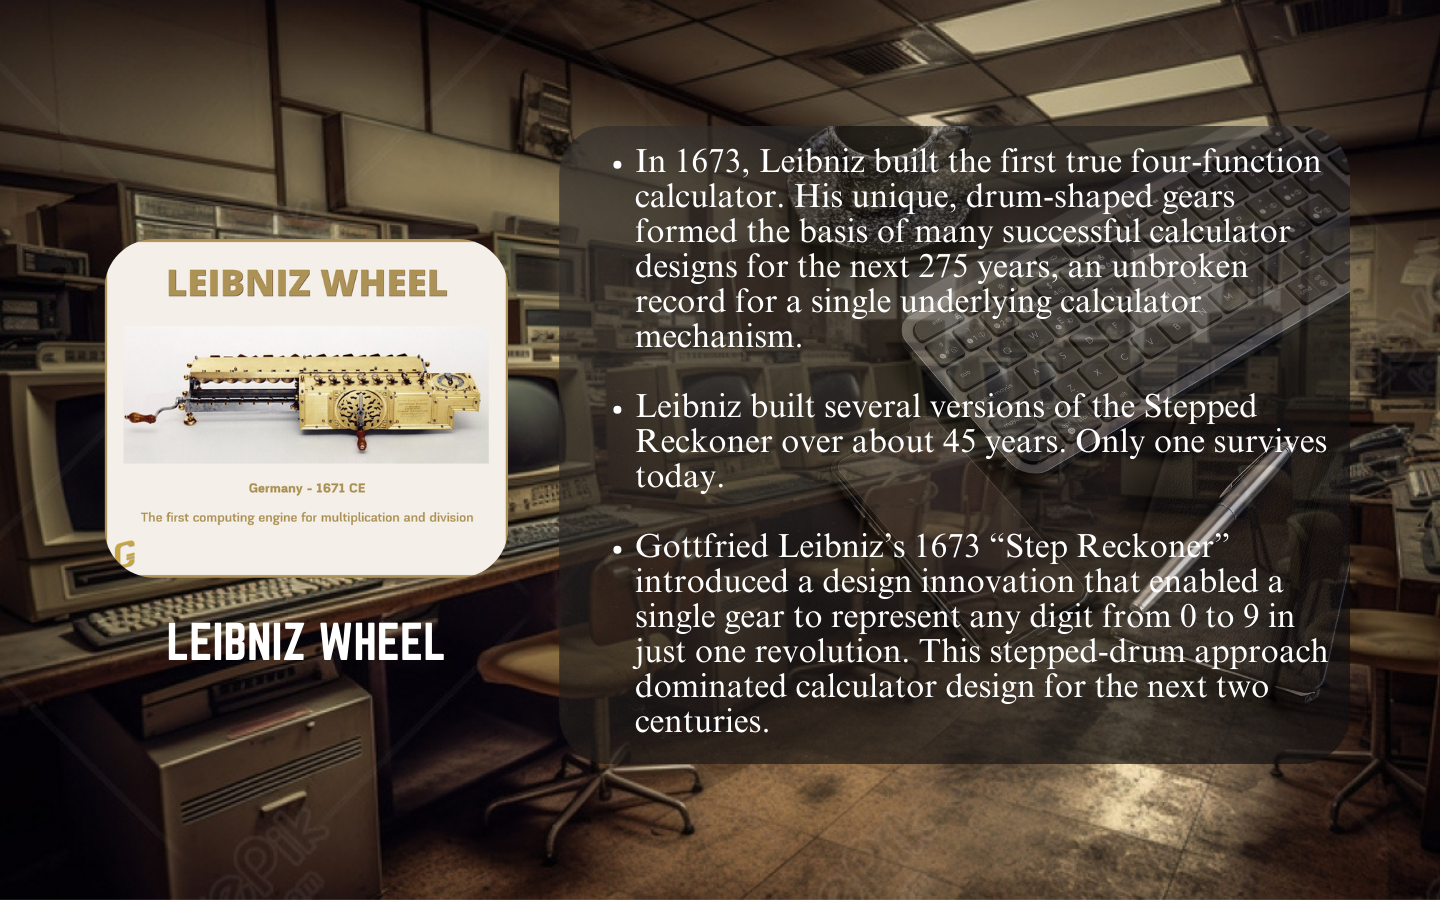 LEIBNIZ WHEEL
Germany - 1671 CE
The first computing engine for multiplication and division
G
LEIBNIZ WHEEL
• In 1673, Leibniz built the first true four-function
calculator. His unique, drum-shaped gears
formed the basis of many successful calculator
designs for the next 275 years, an unbroken
record for a single underlying calculator
mechanism.
• Leibniz built several versions of the Stepped
Reckoner over about 45 years. Only one survives
today.
• Gottfried Leibniz’s 1673 “Step Reckoner”
introduced a design innovation that enabled a
single gear to represent any digit from 0 to 9 in
just one revolution. This stepped-drum approach
dominated calculator design for the next two
centuries.